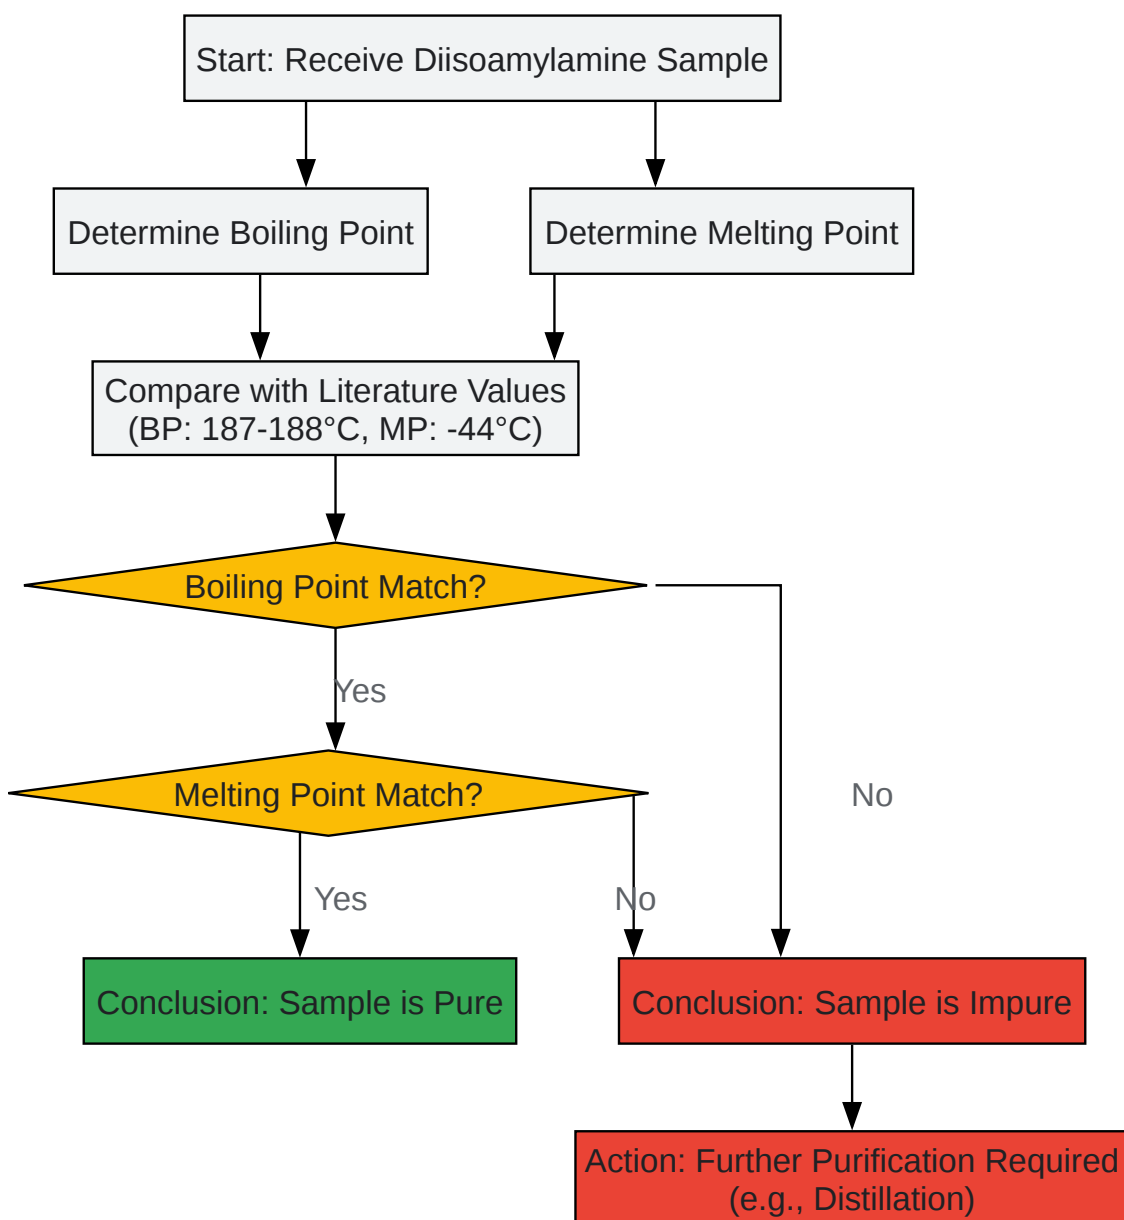 Start: Receive Diisoamylamine Sample
Determine Boiling Point
Determine Melting Point
Compare with Literature Values
(BP: 187-188°C, MP: -44°C)
Boiling Point Match?
Yes
Melting Point Match?
No
Yes
No
Conclusion: Sample is Pure
Conclusion: Sample is Impure
Action: Further Purification Required
(e.g., Distillation)